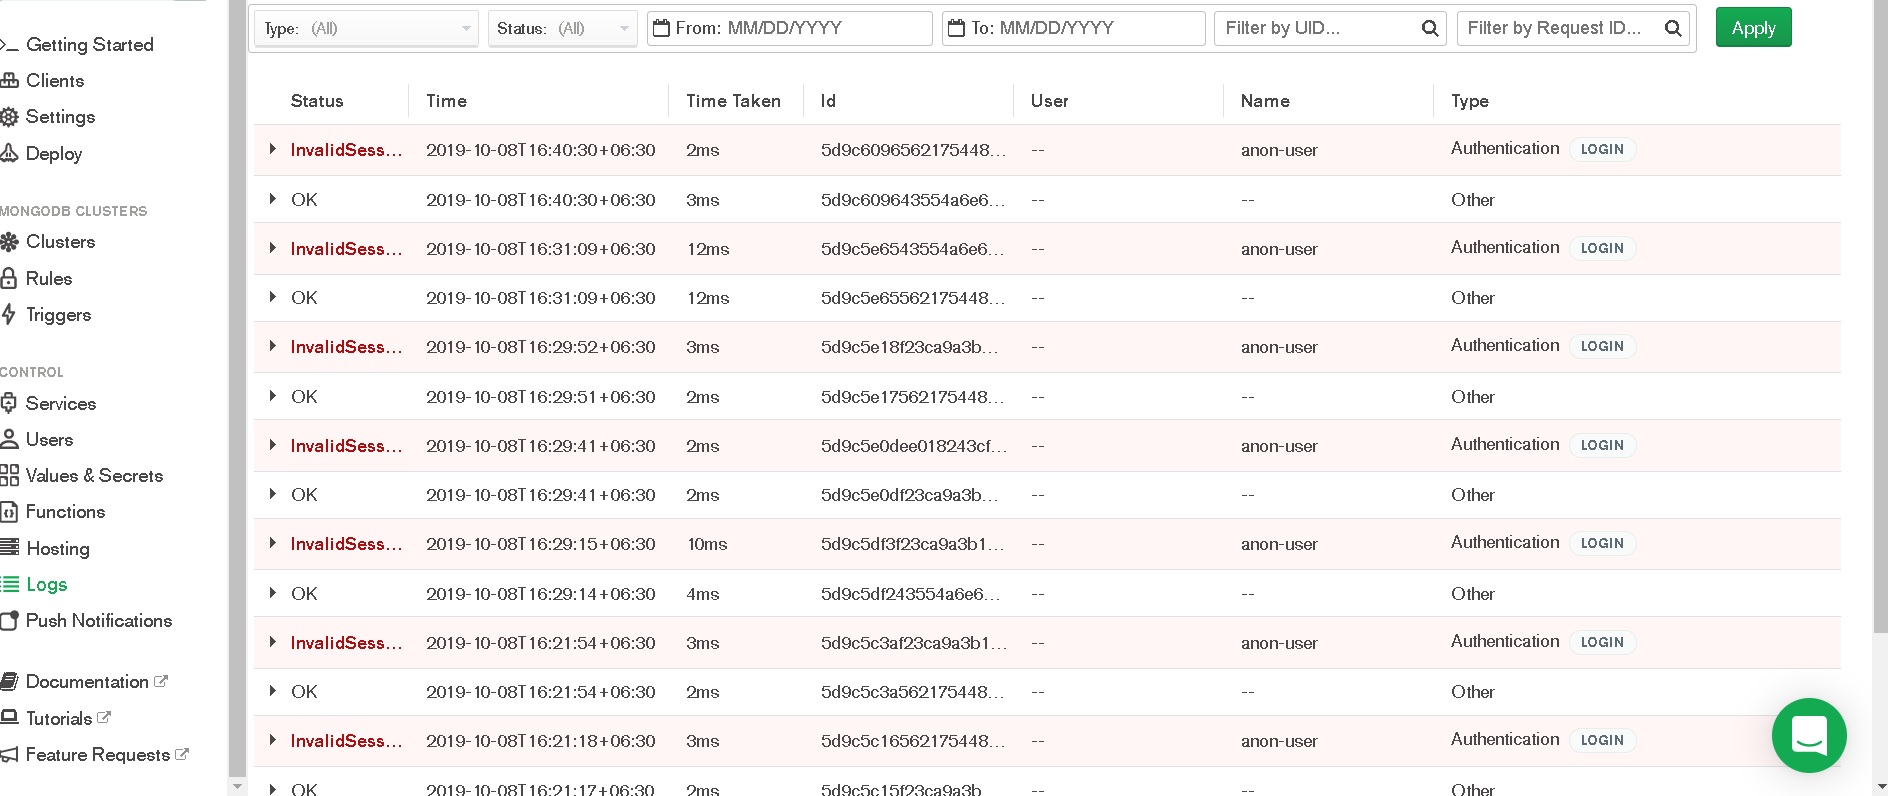 Type: (All) Status: (All) From: MM/DD/YYYY To: MM/DD/YYYY Filter by UID... Filter by Request ID... Apply
Getting Started
Clients
Settings
Deploy
MONGODB CLUSTERS
Clusters
Rules
Triggers
CONTROL
Services
Users
Values & Secrets
Functions
Hosting
Logs
Push Notifications
Documentation
Tutorials
Feature Requests
Status Time Time Taken Id User Name Type
InvalidSess... 2019-10-08T16:40:30+06:30 2ms 5d9c6096562175448... -- anon-user Authentication LOGIN
OK 2019-10-08T16:40:30+06:30 3ms 5d9c609643554a6e6... -- -- Other
InvalidSess... 2019-10-08T16:31:09+06:30 12ms 5d9c5e6543554a6e6... -- anon-user Authentication LOGIN
OK 2019-10-08T16:31:09+06:30 12ms 5d9c5e65562175448... -- -- Other
InvalidSess... 2019-10-08T16:29:52+06:30 3ms 5d9c5e18f23ca9a3b... -- anon-user Authentication LOGIN
OK 2019-10-08T16:29:51+06:30 2ms 5d9c5e17562175448... -- -- Other
InvalidSess... 2019-10-08T16:29:41+06:30 2ms 5d9c5e0dee018243cf... -- anon-user Authentication LOGIN
OK 2019-10-08T16:29:41+06:30 2ms 5d9c5e0df23ca9a3b... -- -- Other
InvalidSess... 2019-10-08T16:29:15+06:30 10ms 5d9c5df3f23ca9a3b1... -- anon-user Authentication LOGIN
OK 2019-10-08T16:29:14+06:30 4ms 5d9c5df243554a6e6... -- -- Other
InvalidSess... 2019-10-08T16:21:54+06:30 3ms 5d9c5c3af23ca9a3b1... -- anon-user Authentication LOGIN
OK 2019-10-08T16:21:54+06:30 2ms 5d9c5c3a562175448... -- -- Other
InvalidSess... 2019-10-08T16:21:18+06:30 3ms 5d9c5c16562175448... -- anon-user Authentication LOGIN
OK 2019-10-08T16:21:17+06:30 2ms 5d9c5c15f23ca9a3b -- -- Other